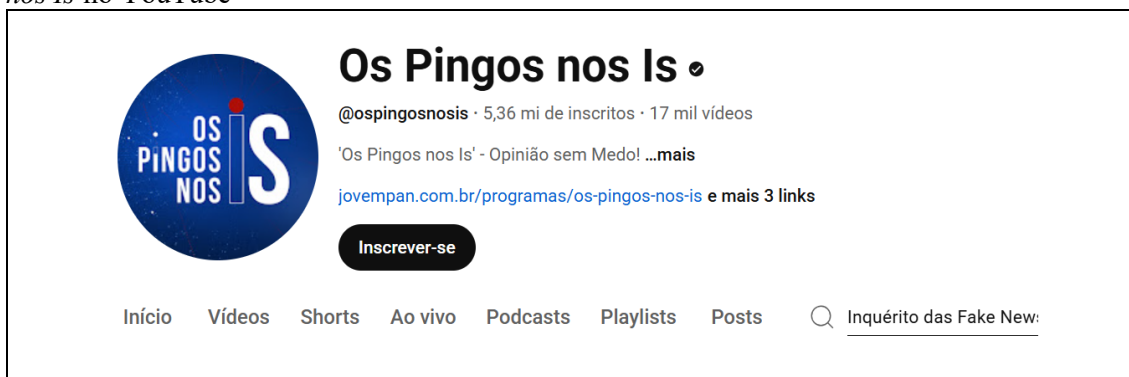 nos Is no YouTube
OS
PINGOS
NOS
IS
Os Pingos nos Is
@ospingosnosis · 5,36 mi de inscritos · 17 mil vídeos
'Os Pingos nos Is' - Opinião sem Medo! ...mais
jovempan.com.br/programas/os-pingos-nos-is e mais 3 links
Inscrever-se
Início Vídeos Shorts Ao vivo Podcasts Playlists Posts Inquérito das Fake News